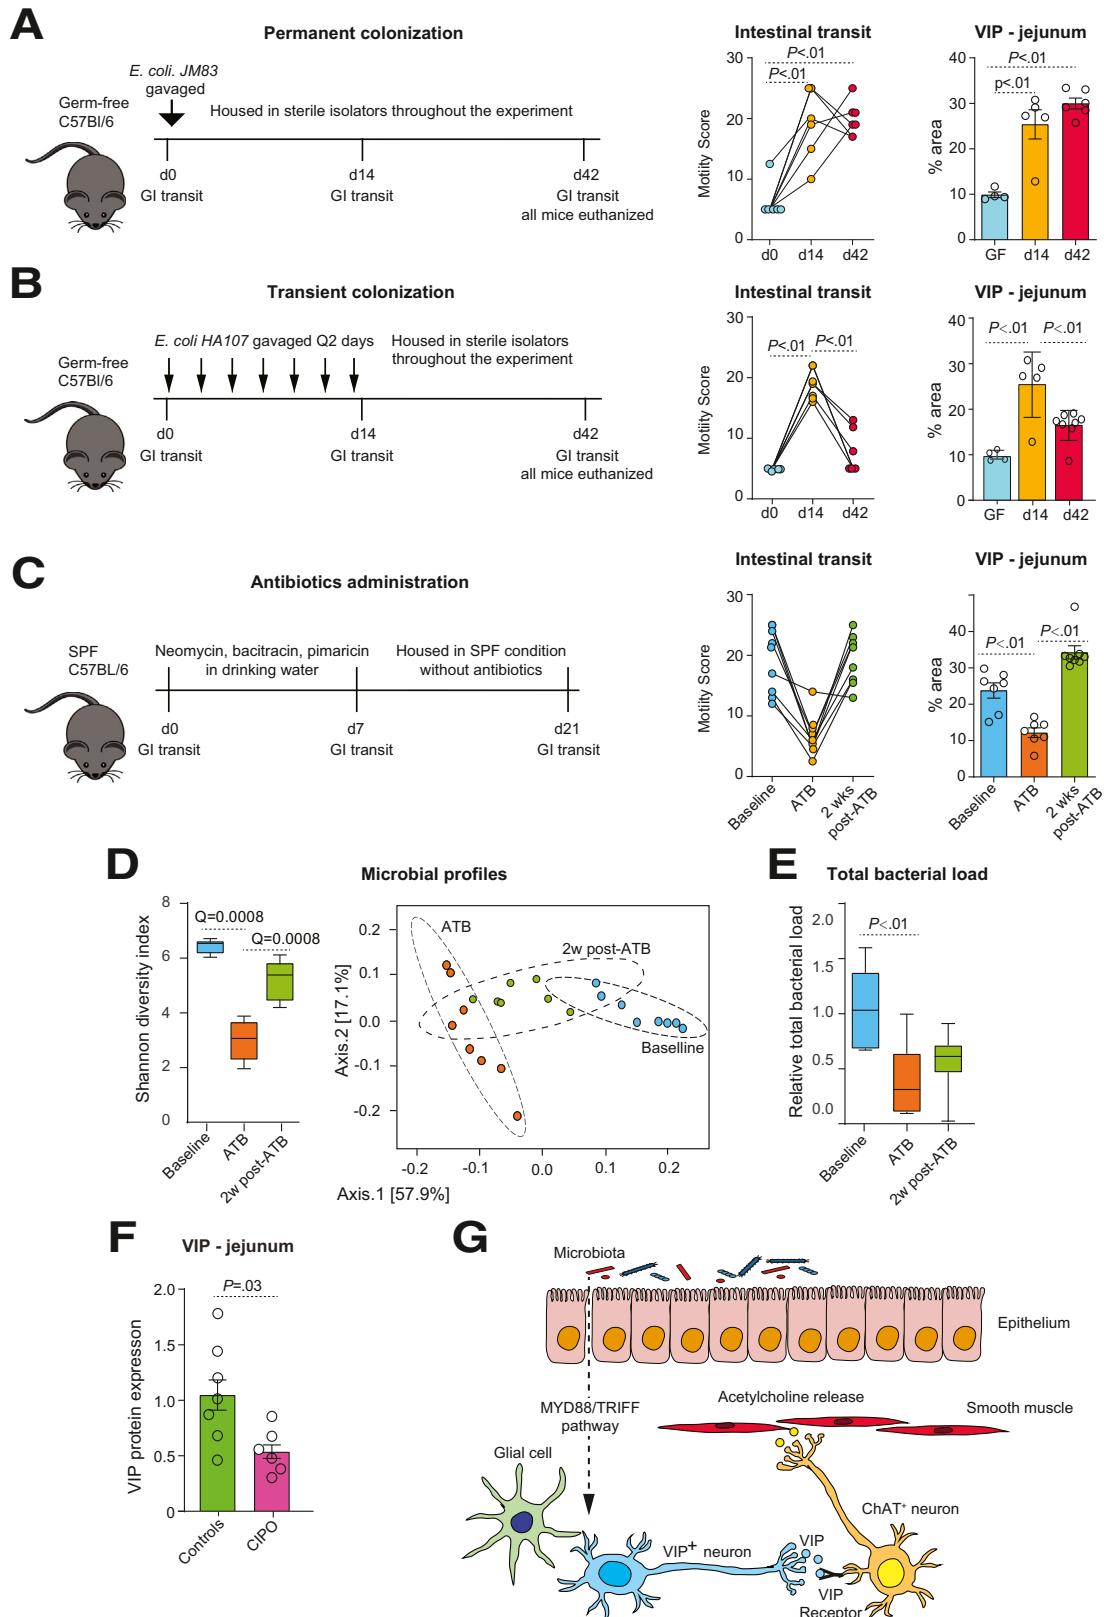 A
Permanent colonization
E. coli. JM83
gavaged
Germ-free
C57Bl/6
Housed in sterile isolators throughout the experiment
d0
d14
d42
GI transit
GI transit
GI transit
all mice euthanized
Intestinal transit
P<.01
P<.01
30
20
10
0
Motiity Score
d0
d14
d42
VIP - jejunum
P<.01
p<.01
40
30
20
10
0
% area
GF
d14
d42
B
Transient colonization
E. coli HA107 gavaged Q2 days
Housed in sterile isolators
throughout the experiment
Germ-free
C57Bl/6
d0
d14
d42
GI transit
GI transit
GI transit
all mice euthanized
Intestinal transit
30
20
10
0
P<.01
P<.01
Motiity Score
d0
d14
d42
VIP - jejunum
40
30
20
10
0
P<.01
P<.01
% area
GF
d14
d42
C
Antibiotics administration
SPF
C57BL/6
Neomycin, bacitracin, pimaricin
in drinking water
Housed in SPF condition
without antibiotics
d0
d7
d21
GI transit
GI transit
GI transit
Intestinal transit
30
20
10
0
Motiity Score
Baseline
ATB
2 wks
post-ATB
VIP - jejunum
40
30
20
10
0
P<.01
P<.01
% area
Baseline
ATB
2 wks
post-ATB
D
Microbial profiles
8
6
4
2
0
Q=0.0008
Q=0.0008
Shannon diversity index
Baseline
ATB
2w post-ATB
0.2
0.1
0.0
-0.1
-0.2
Axis.2 [17.1%]
ATB
2w post-ATB
Baseline
-0.2
-0.1
0.0
0.1
0.2
Axis.1 [57.9%]
E
Total bacterial load
2.0
1.5
1.0
0.5
0.0
P<.01
Relative total bacterial load
Baseline
ATB
2w post-ATB
F
VIP - jejunum
2.0
1.5
1.0
0.5
0
P=.03
VIP protein expresson
Controls
CIPO
G
Microbiota
Epithelium
MYD88/TRIFF
pathway
Acetylcholine release
Smooth muscle
Glial cell
ChAT+ neuron
VIP+ neuron
VIP
VIP
Receptor